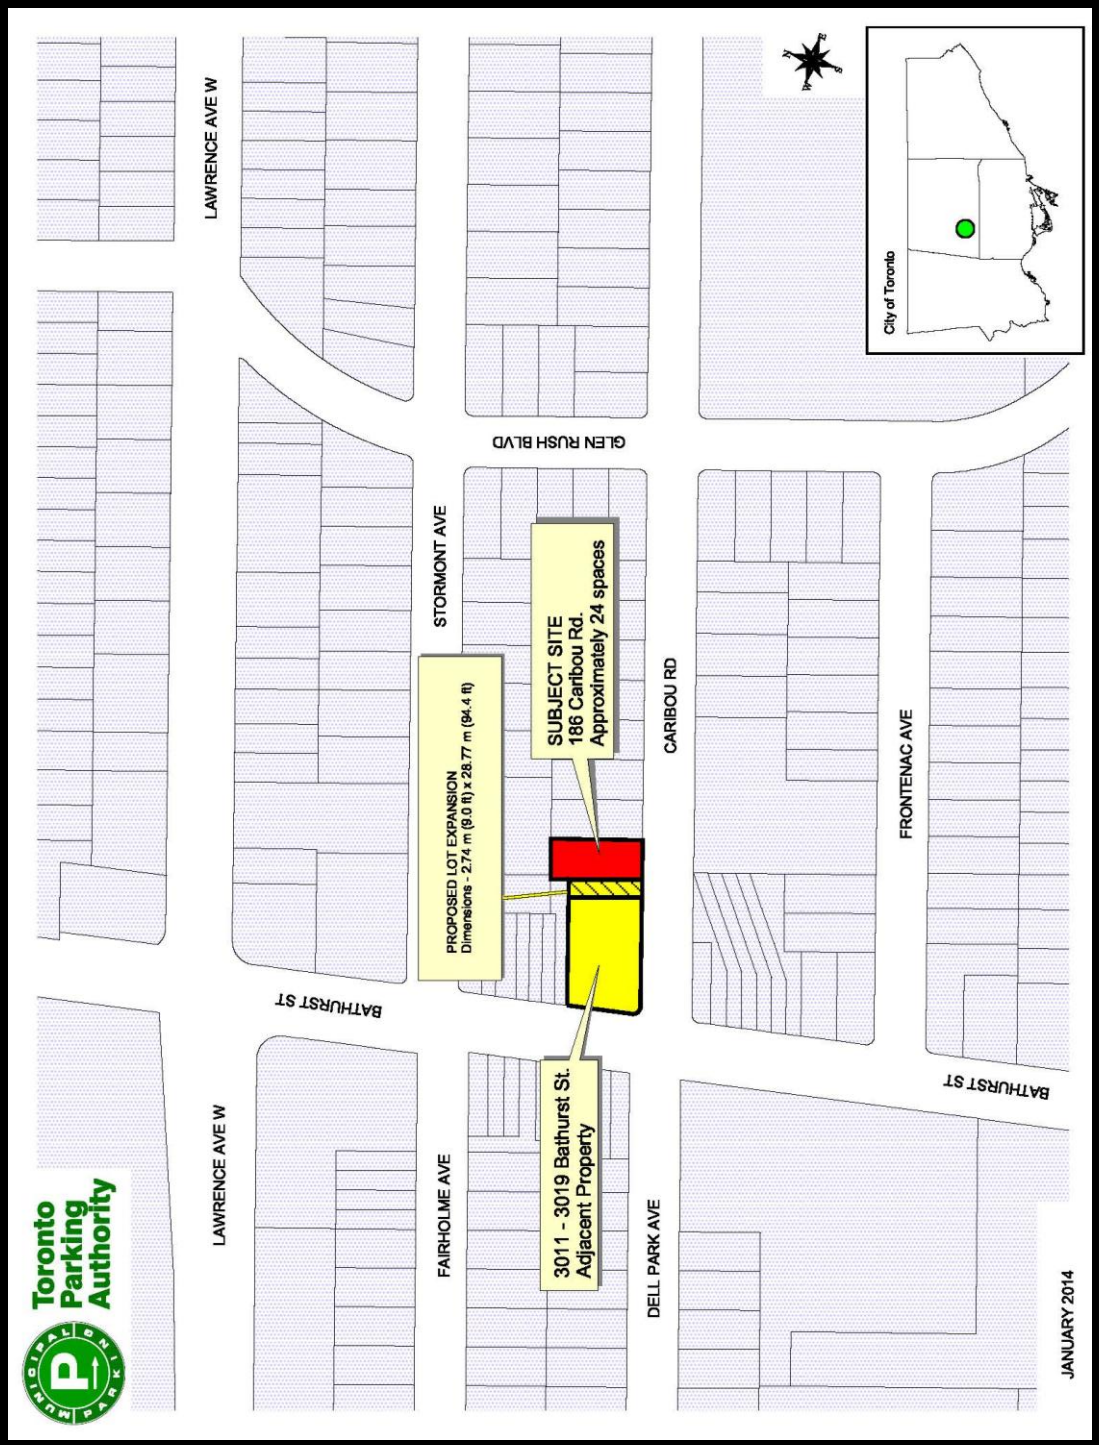 Toronto
Parking
Authority
MUNICIPAL PARKING
P
LAWRENCE AVE W
LAWRENCE AVE W
BATHURST ST
FAIRHOLME AVE
STORMONT AVE
PROPOSED LOT EXPANSION
Dimensions - 2.74 m (9.0 ft) x 28.77 m (94.4 ft)
GLEN RUSH BLVD
3011 - 3019 Bathurst St.
Adjacent Property
SUBJECT SITE
186 Caribou Rd.
Approximately 24 spaces
DELL PARK AVE
CARIBOU RD
FRONTENAC AVE
BATHURST ST
N
E
S
W
City of Toronto
JANUARY 2014